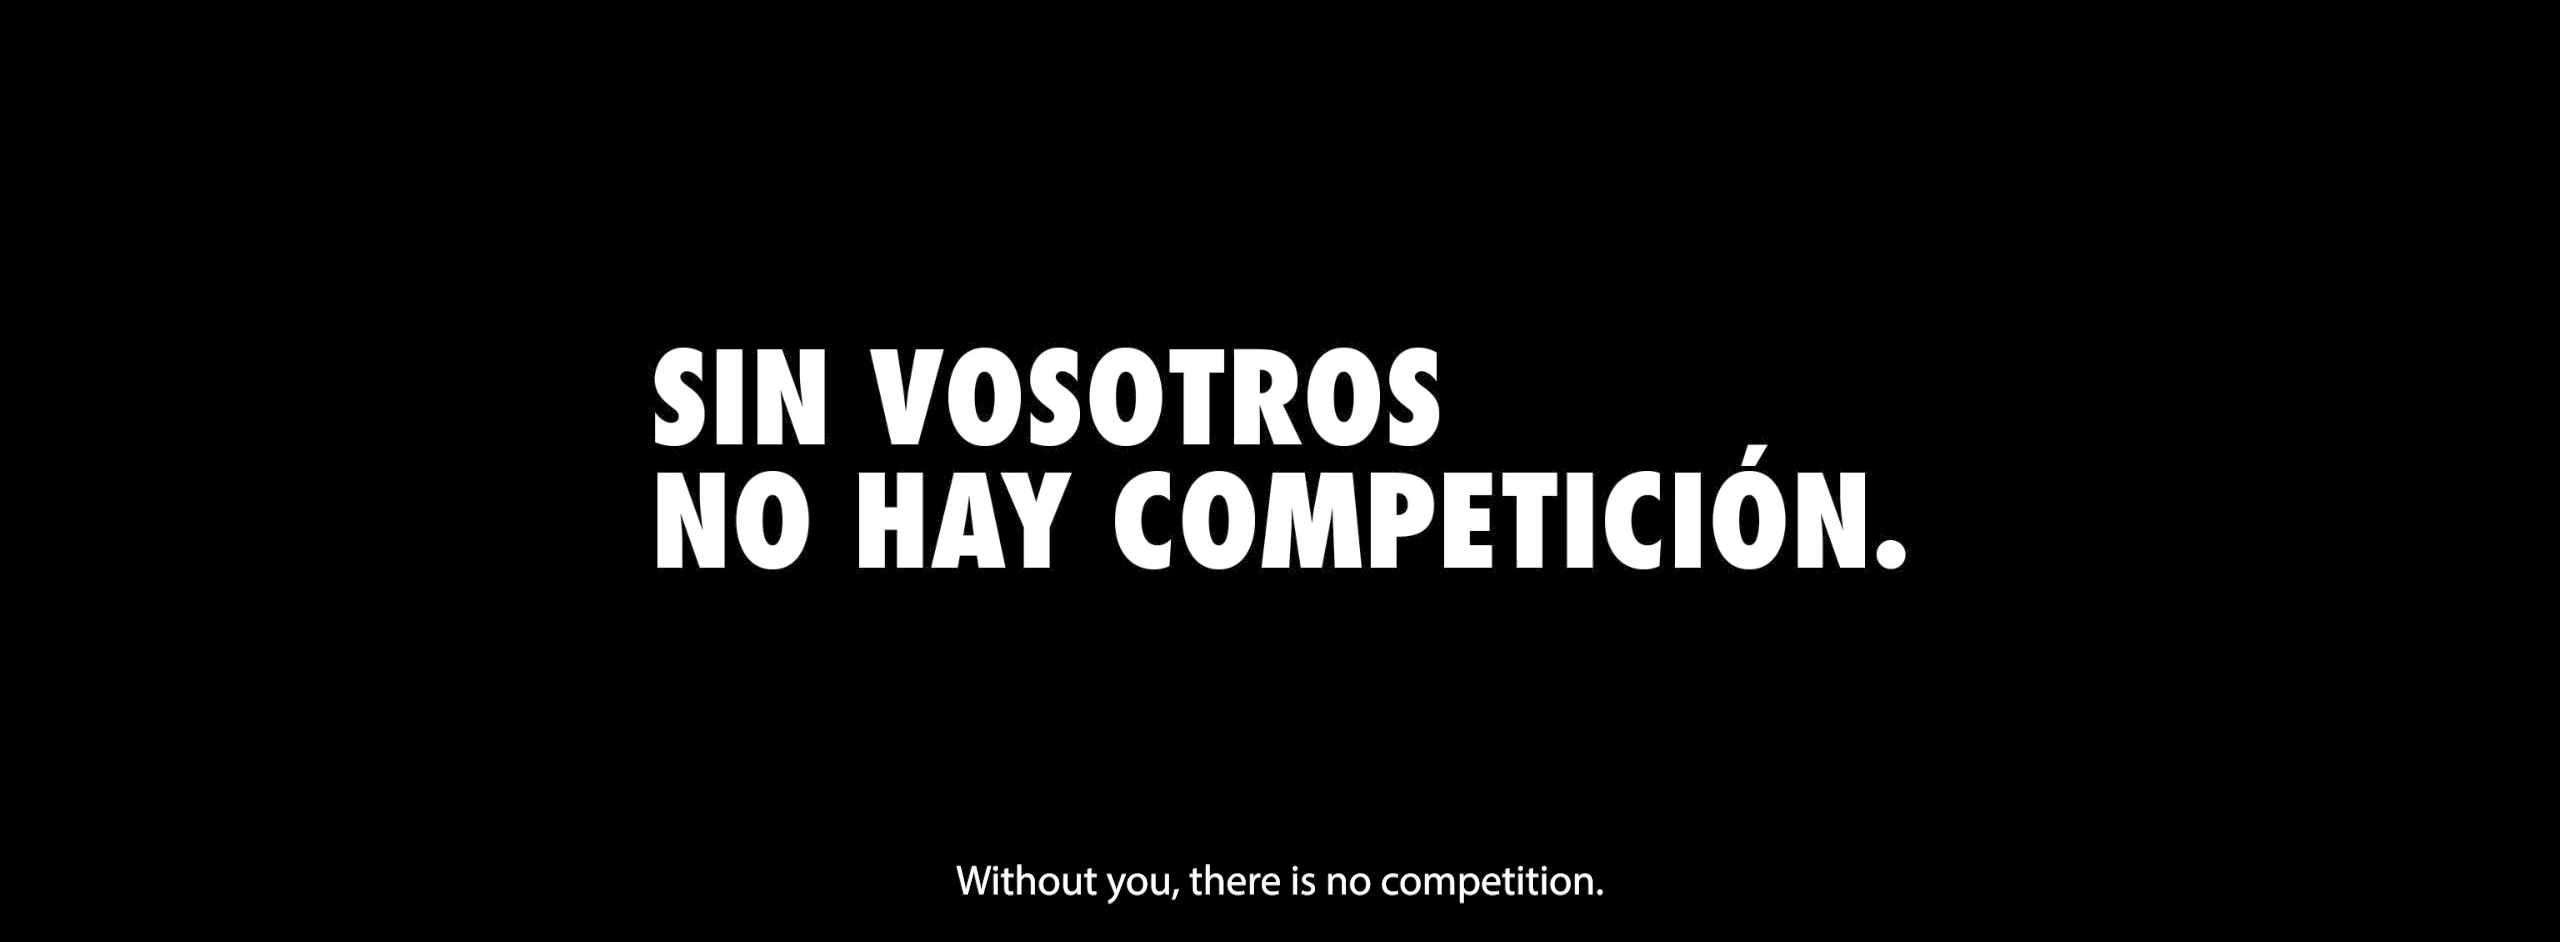 SIN VOSOTROS
NO HAY COMPETICIÓN.
Without you, there is no competition.